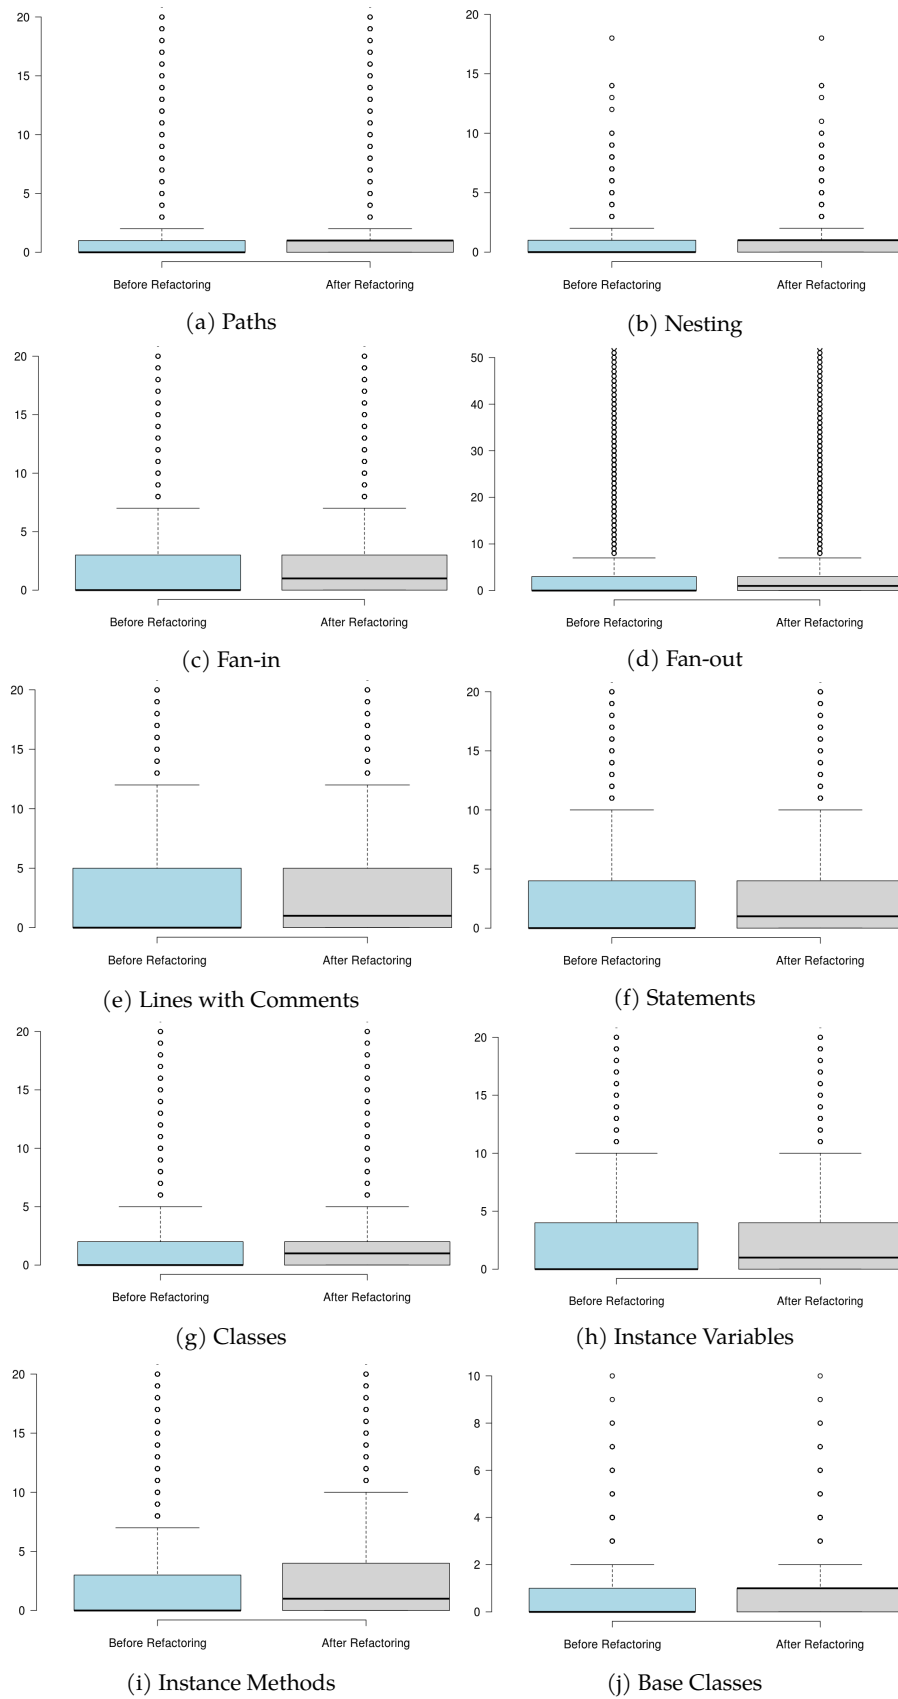 20
15
10
5
0
Before Refactoring
After Refactoring
(a) Paths
20
15
10
5
0
Before Refactoring
After Refactoring
(b) Nesting
20
15
10
5
0
Before Refactoring
After Refactoring
(c) Fan-in
50
40
30
20
10
0
Before Refactoring
After Refactoring
(d) Fan-out
20
15
10
5
0
Before Refactoring
After Refactoring
(e) Lines with Comments
20
15
10
5
0
Before Refactoring
After Refactoring
(f) Statements
20
15
10
5
0
Before Refactoring
After Refactoring
(g) Classes
20
15
10
5
0
Before Refactoring
After Refactoring
(h) Instance Variables
20
15
10
5
0
Before Refactoring
After Refactoring
(i) Instance Methods
10
8
6
4
2
0
Before Refactoring
After Refactoring
(j) Base Classes